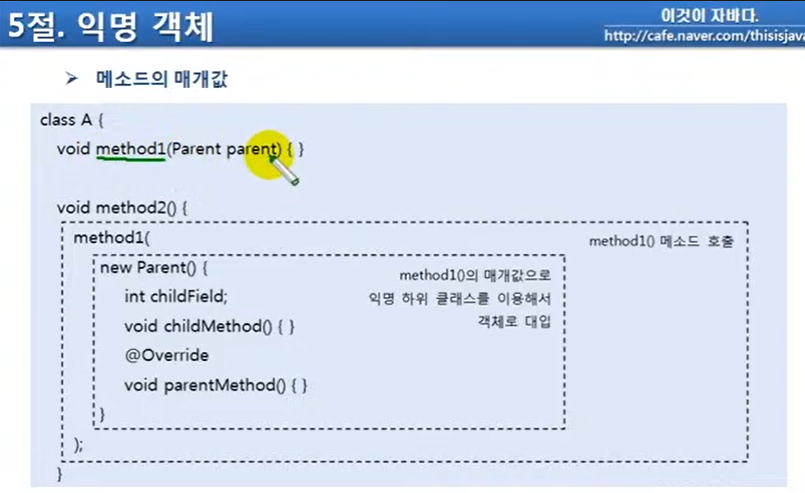 5절. 익명 객체
이것이 자바다.
http://cafe.naver.com/thisisjava
➤ 메소드의 매개값
class A {
void method1(Parent parent) { }
void method2() {
method1(
method1() 메소드 호출
new Parent() {
method1()의 매개값으로
int childField;
익명 하위 클래스를 이용해서
void childMethod() { }
객체로 대입
@Override
void parentMethod() { }
}
);
}